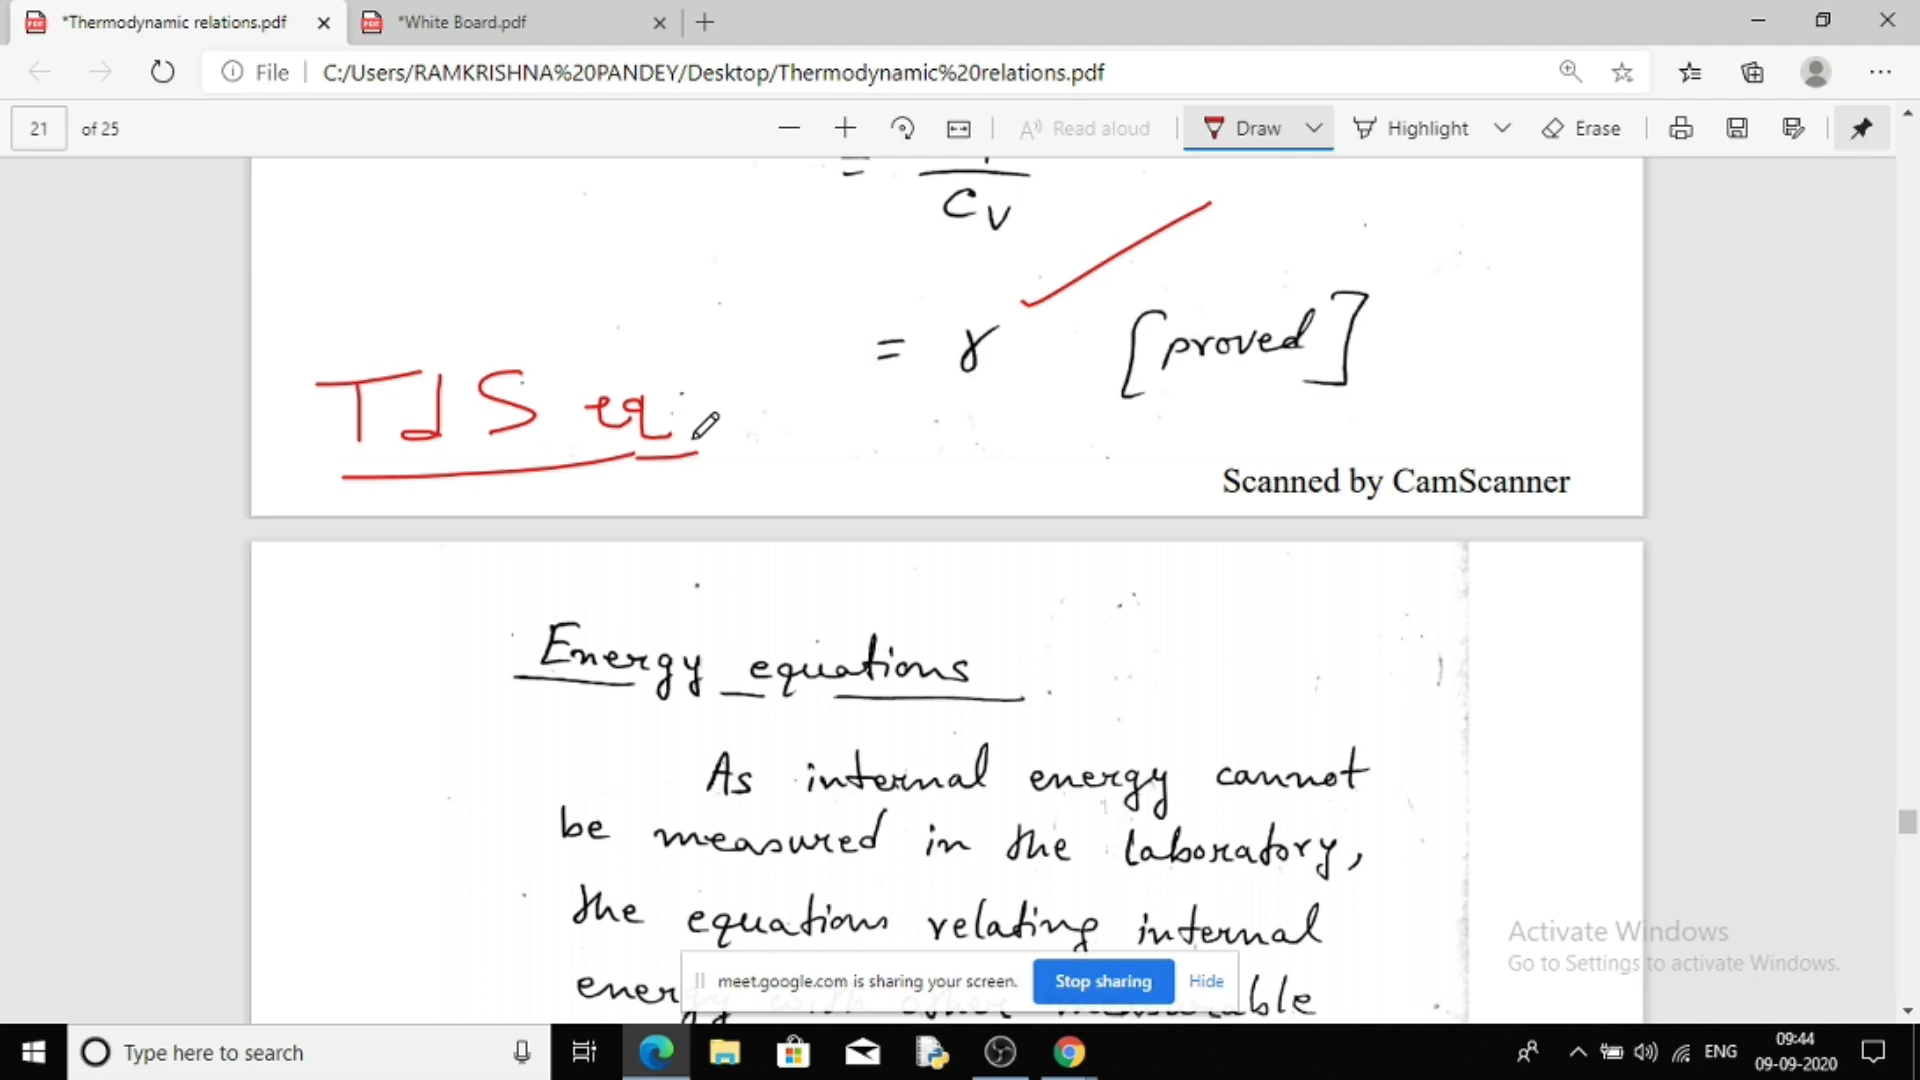 *Thermodynamic relations.pdf
*White Board.pdf
File
C:/Users/RAMKRISHNA%20PANDEY/Desktop/Thermodynamic%20relations.pdf
21 of 25
Read aloud
Draw
Highlight
Erase
=
C_V
= γ [proved]
TdS eq.
Scanned by CamScanner
Energy equations
As internal energy cannot
be measured in the laboratory,
the equations relating internal
Activate Windows
Go to Settings to activate Windows.
meet.google.com is sharing your screen.
Stop sharing
Hide
Type here to search
ENG
09:44
09-09-2020